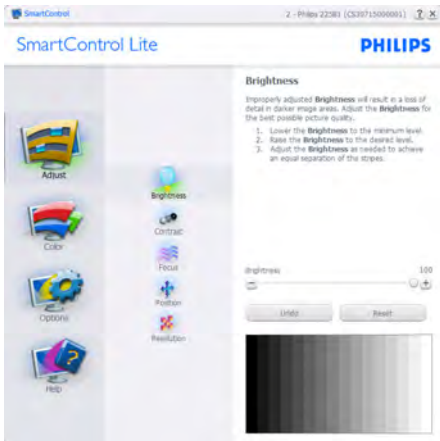 SmartControl
2 - Philips 225B1 (CS30715000001)
SmartControl Lite
PHILIPS
Adjust
Color
Options
Help
Brightness
Contrast
Focus
Position
Resolution
Brightness
Improperly adjusted Brightness will result in a loss of
detail in darker image areas. Adjust the Brightness for
the best possible picture quality.
1. Lower the Brightness to the minimum level.
2. Raise the Brightness to the desired level.
3. Adjust the Brightness as needed to achieve
an equal separation of the stripes.
Brightness 100
Undo
Reset